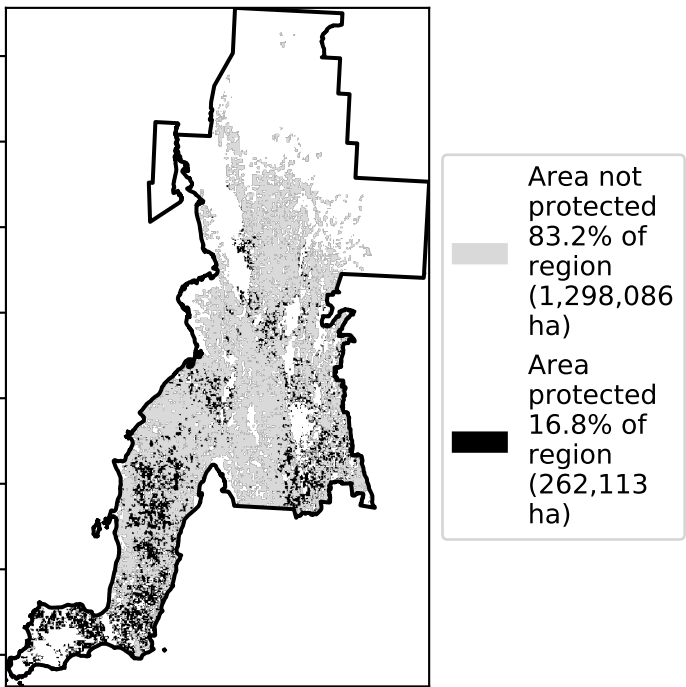 Area not
protected
83.2% of
region
(1,298,086
ha)
Area
protected
16.8% of
region
(262,113
ha)